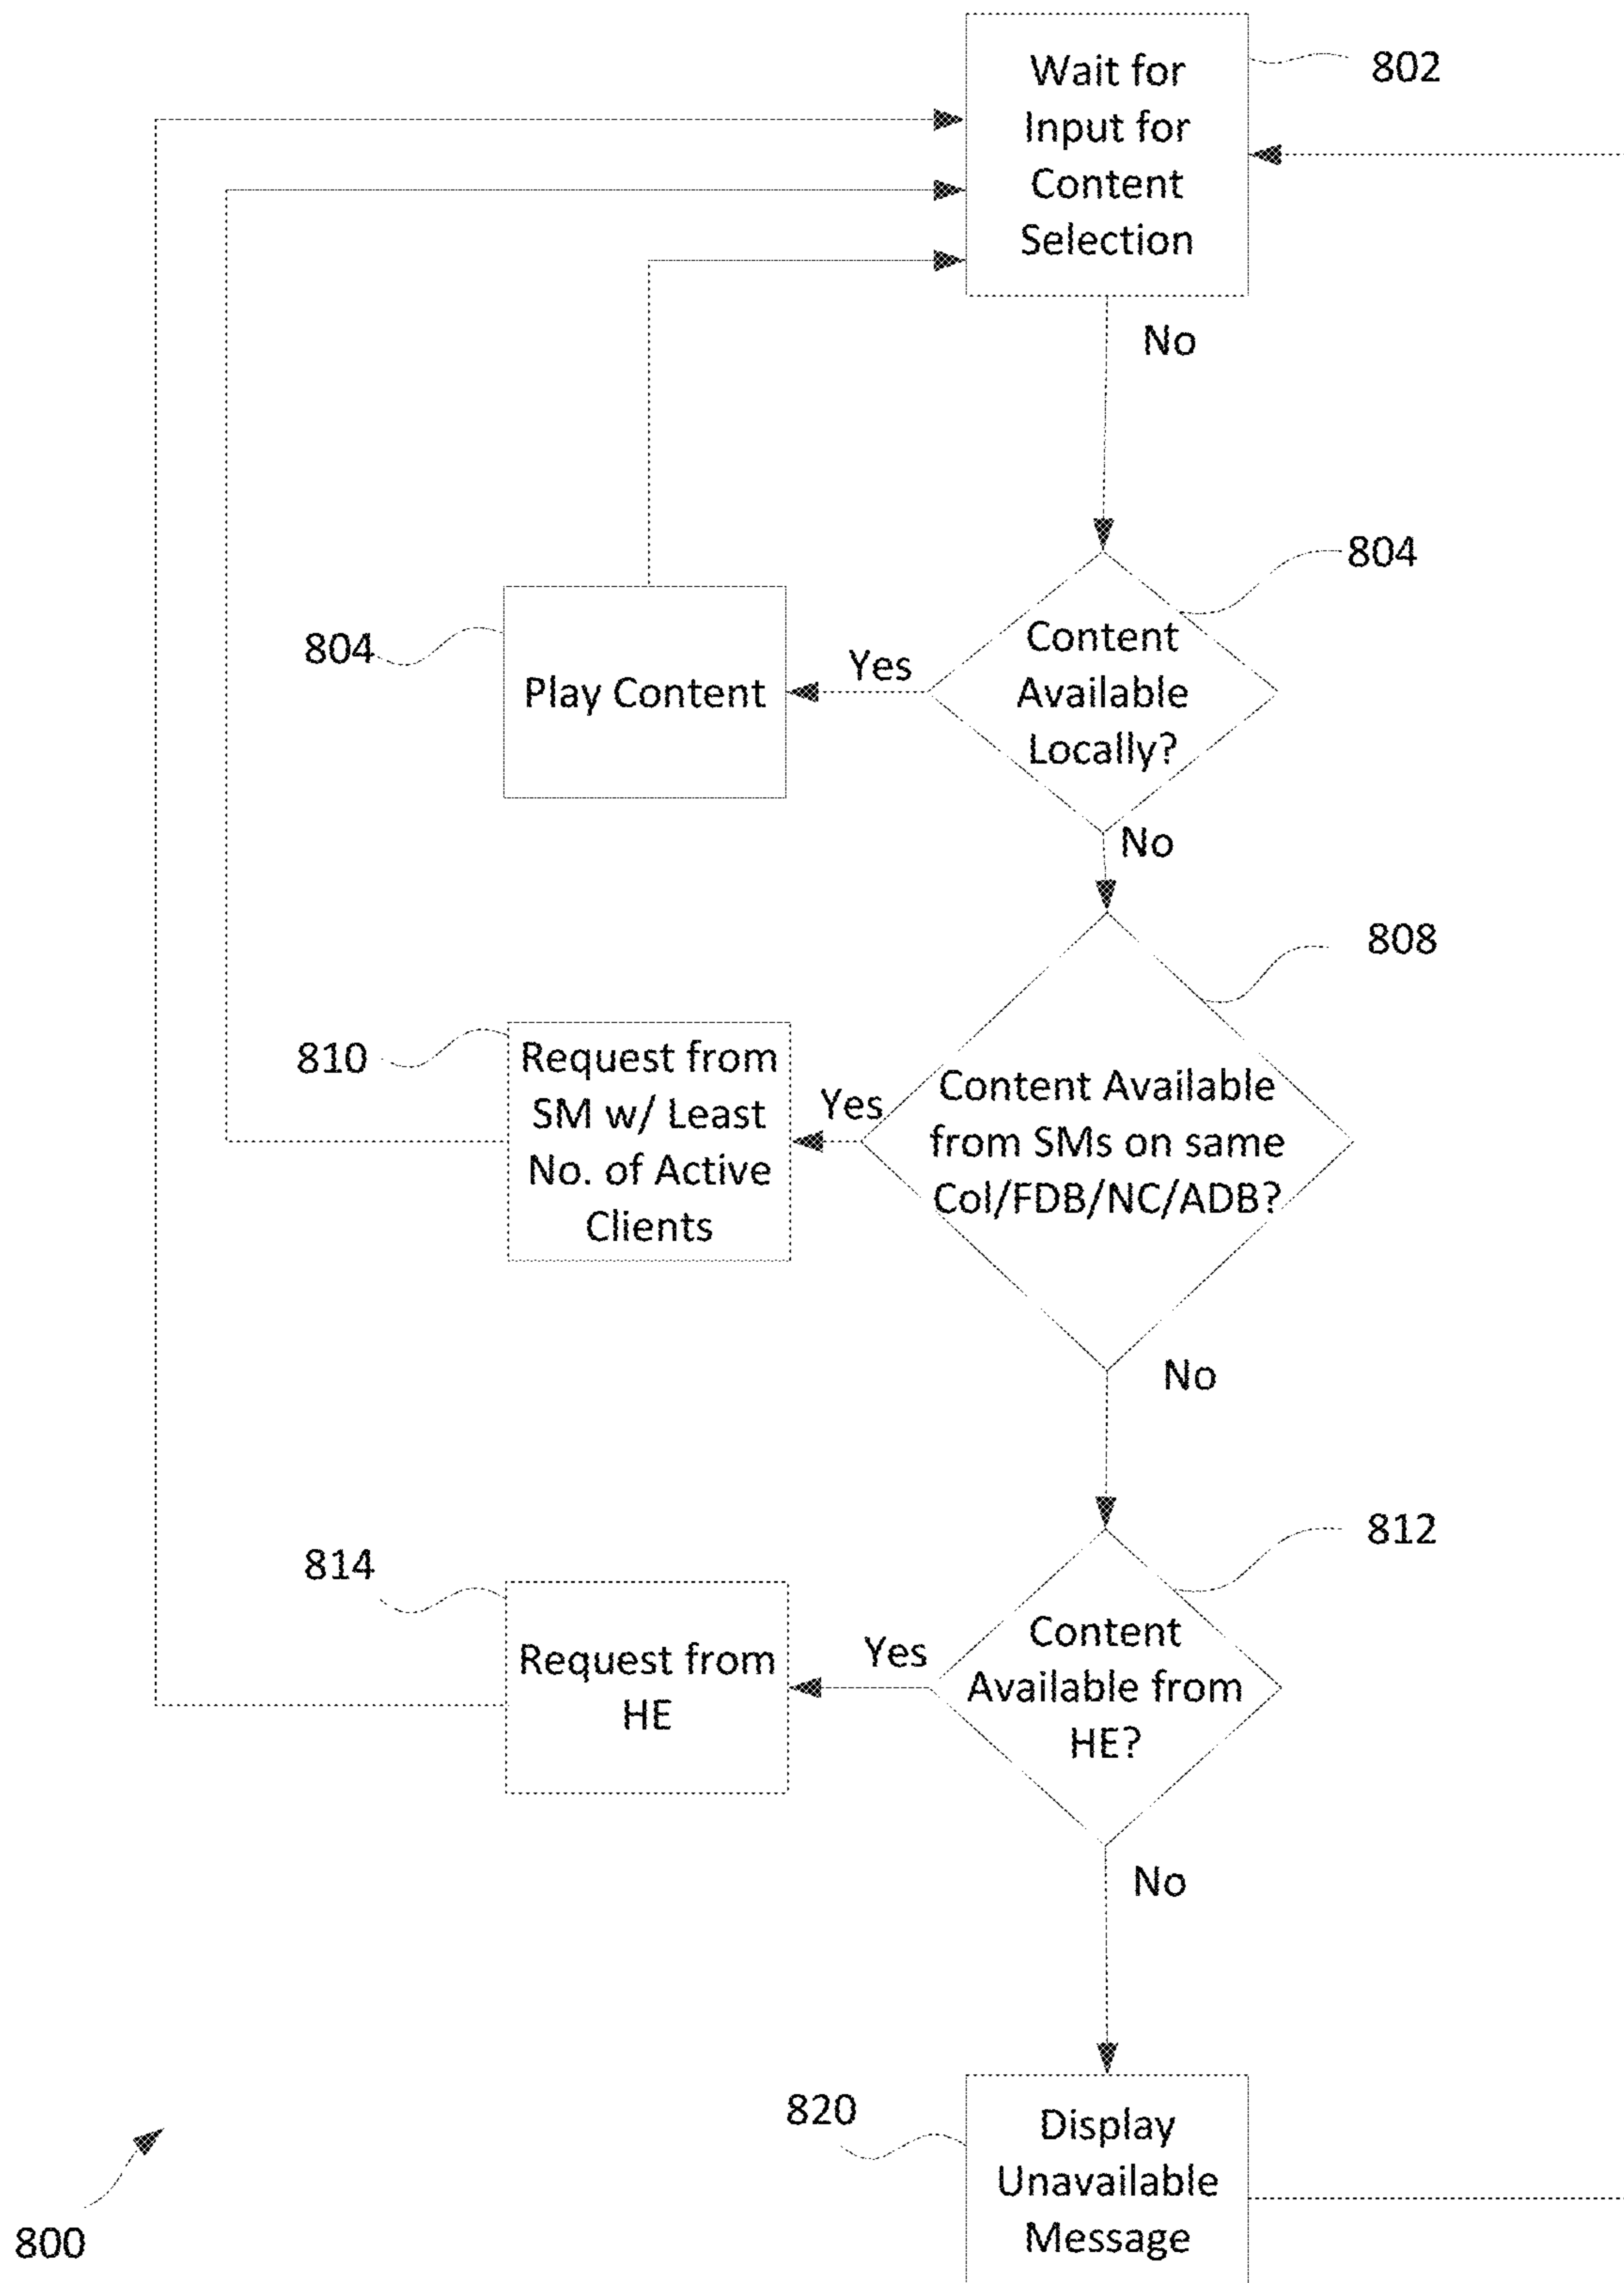 Wait for
Input for
Content
Selection
802
No
804
Content
Available
Locally?
Yes
804
Play Content
No
808
Content Available
from SMs on same
Col/FDB/NC/ADB?
Yes
810
Request from
SM w/ Least
No. of Active
Clients
No
812
Content
Available from
HE?
Yes
814
Request from
HE
No
820
Display
Unavailable
Message
800